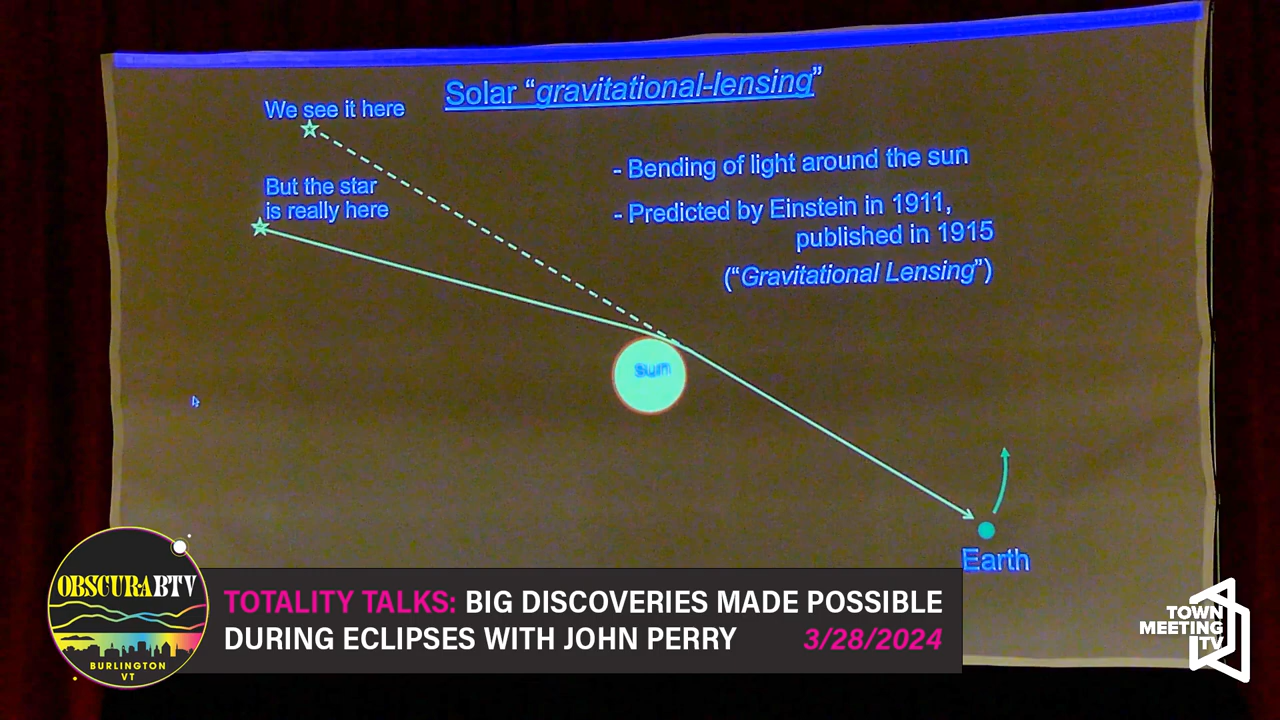 Solar “gravitational-lensing”
We see it here
But the star
is really here
- Bending of light around the sun
- Predicted by Einstein in 1911,
published in 1915
(“Gravitational Lensing”)
sun
Earth
OBSCURABTV
BURLINGTON
VT
TOTALITY TALKS: BIG DISCOVERIES MADE POSSIBLE
DURING ECLIPSES WITH JOHN PERRY 3/28/2024
TOWN
MEETING
TV